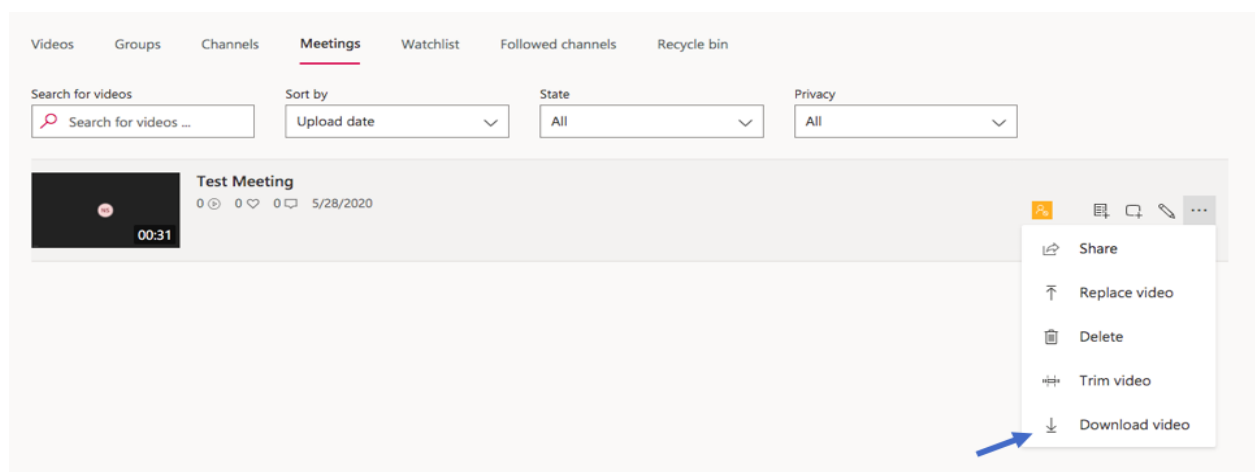 Videos Groups Channels Meetings Watchlist Followed channels Recycle bin
Search for videos Sort by State Privacy
Search for videos ... Upload date All All
Test Meeting
0 0 0 5/28/2020
NS
00:31
Share
Replace video
Delete
Trim video
Download video